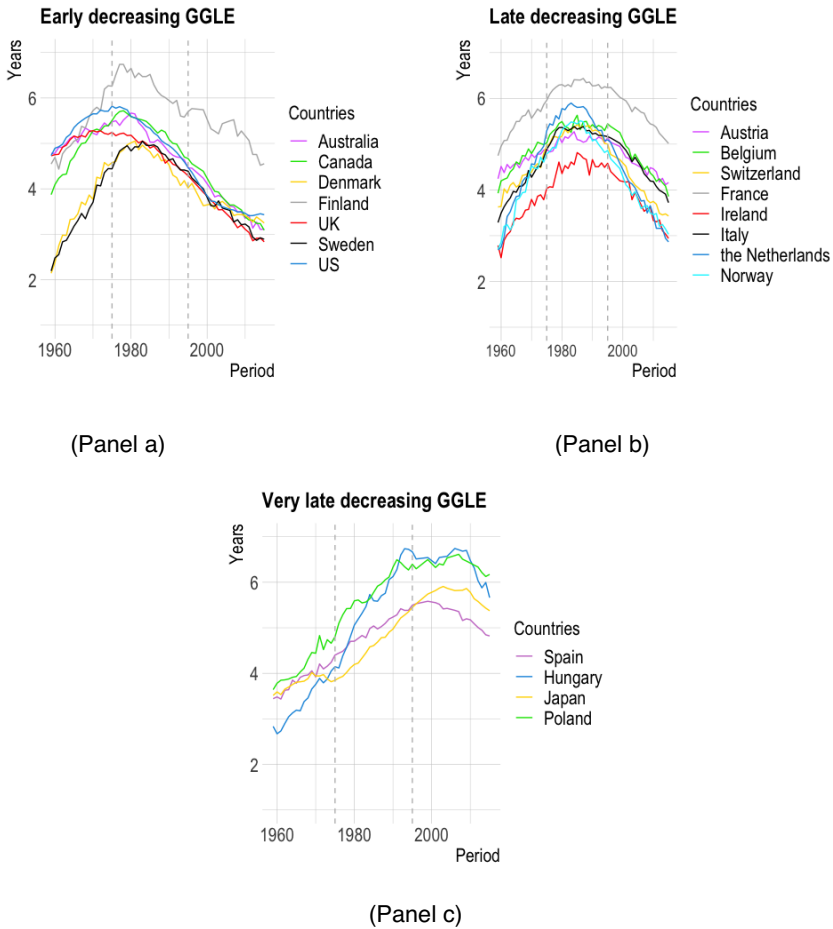 Early decreasing GGLE
Years
6
4
2
1960
1980
2000
Period
Countries
Australia
Canada
Denmark
Finland
UK
Sweden
US
(Panel a)
Late decreasing GGLE
Years
6
4
2
1960
1980
2000
Period
Countries
Austria
Belgium
Switzerland
France
Ireland
Italy
the Netherlands
Norway
(Panel b)
Very late decreasing GGLE
Years
6
4
2
1960
1980
2000
Period
Countries
Spain
Hungary
Japan
Poland
(Panel c)